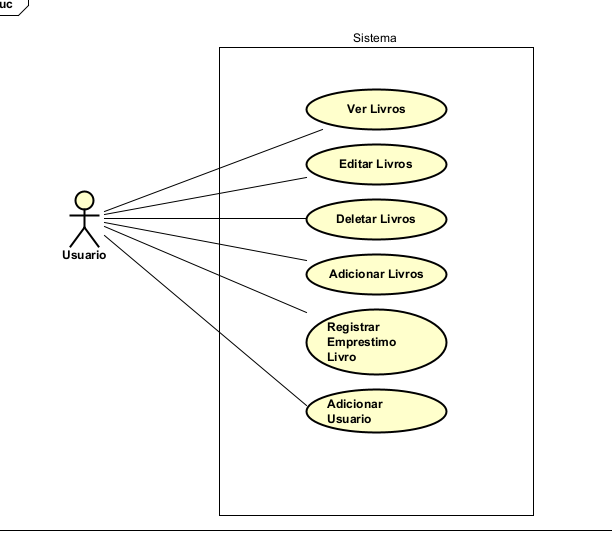 uc
Sistema
Ver Livros
Editar Livros
Deletar Livros
Adicionar Livros
Registrar
Emprestimo
Livro
Adicionar
Usuario
Usuario